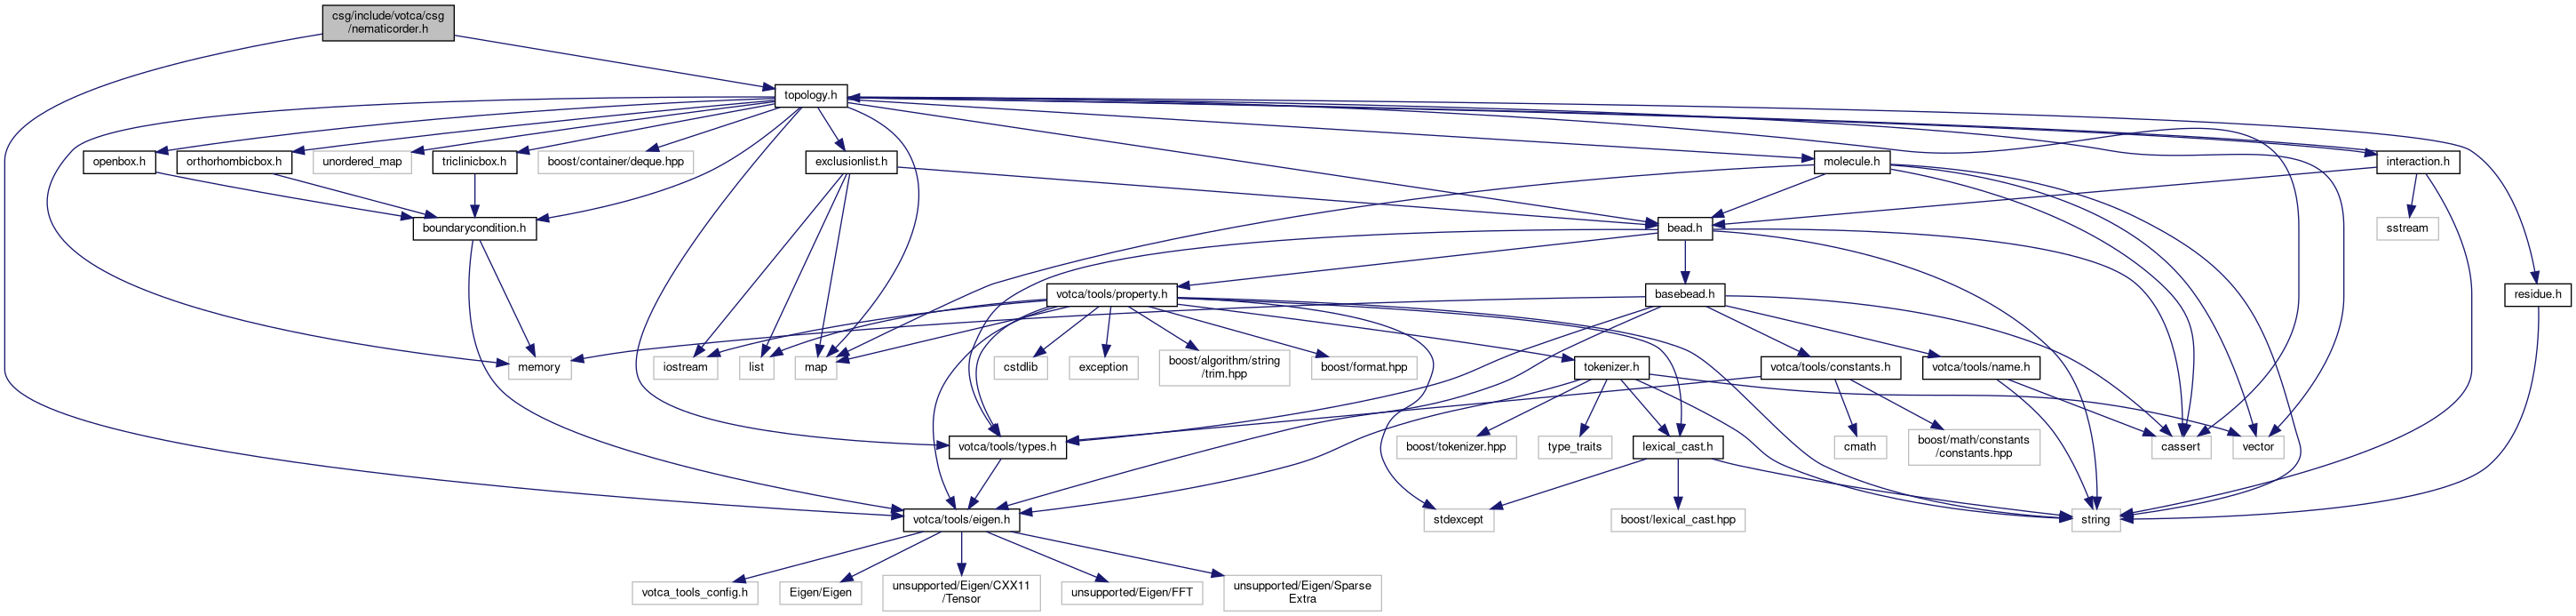 csg/include/votca/csg
/nematicorder.h
topology.h
openbox.h
orthorhombicbox.h
unordered_map
triclinicbox.h
boost/container/deque.hpp
exclusionlist.h
molecule.h
interaction.h
boundarycondition.h
bead.h
sstream
votca/tools/property.h
basebead.h
residue.h
memory
iostream
list
map
cstdlib
exception
boost/algorithm/string
/trim.hpp
boost/format.hpp
tokenizer.h
votca/tools/constants.h
votca/tools/name.h
votca/tools/types.h
boost/tokenizer.hpp
type_traits
lexical_cast.h
cmath
boost/math/constants
/constants.hpp
cassert
vector
votca/tools/eigen.h
stdexcept
boost/lexical_cast.hpp
string
votca_tools_config.h
Eigen/Eigen
unsupported/Eigen/CXX11
/Tensor
unsupported/Eigen/FFT
unsupported/Eigen/Sparse
Extra